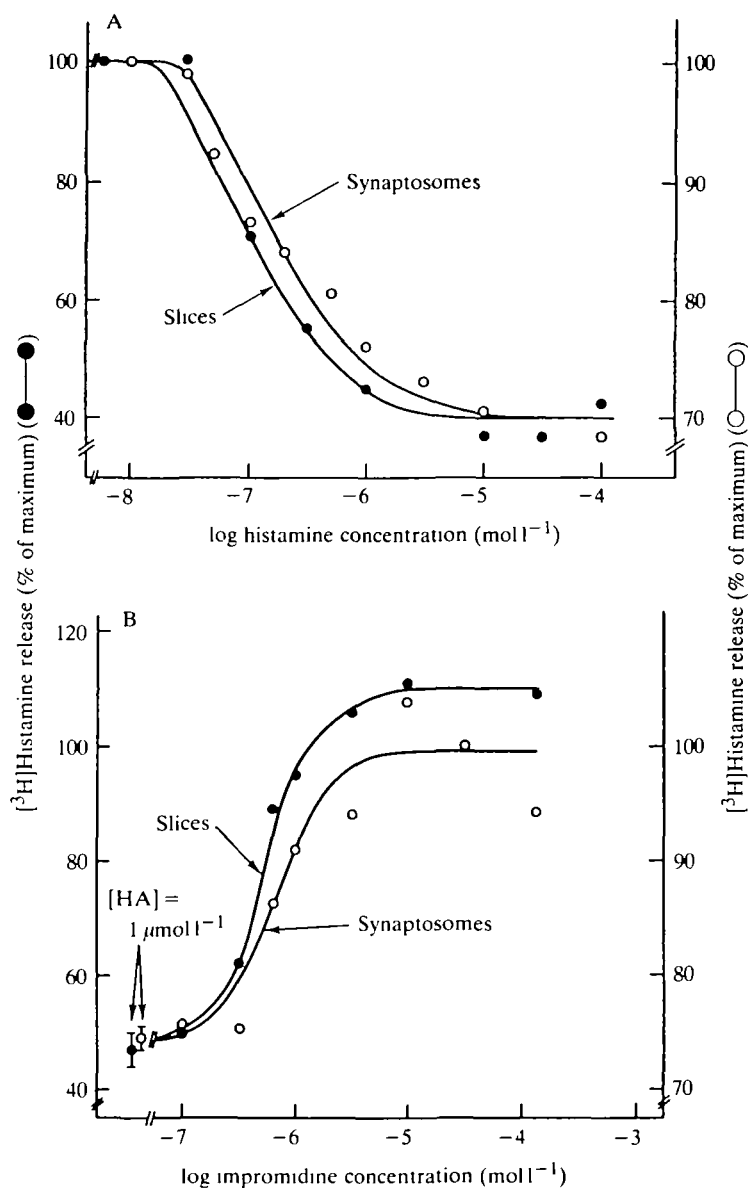 A
100
80
60
40
100
90
80
70
Synaptosomes
Slices
−8
−7
−6
−5
−4
log histamine concentration (mol l⁻¹)
[³H]Histamine release (% of maximum) (●—●)
[³H]Histamine release (% of maximum) (○—○)
B
120
100
80
60
40
100
90
80
70
Slices
[HA] =
1 μmol l⁻¹
Synaptosomes
−7
−6
−5
−4
−3
log impromidine concentration (mol l⁻¹)